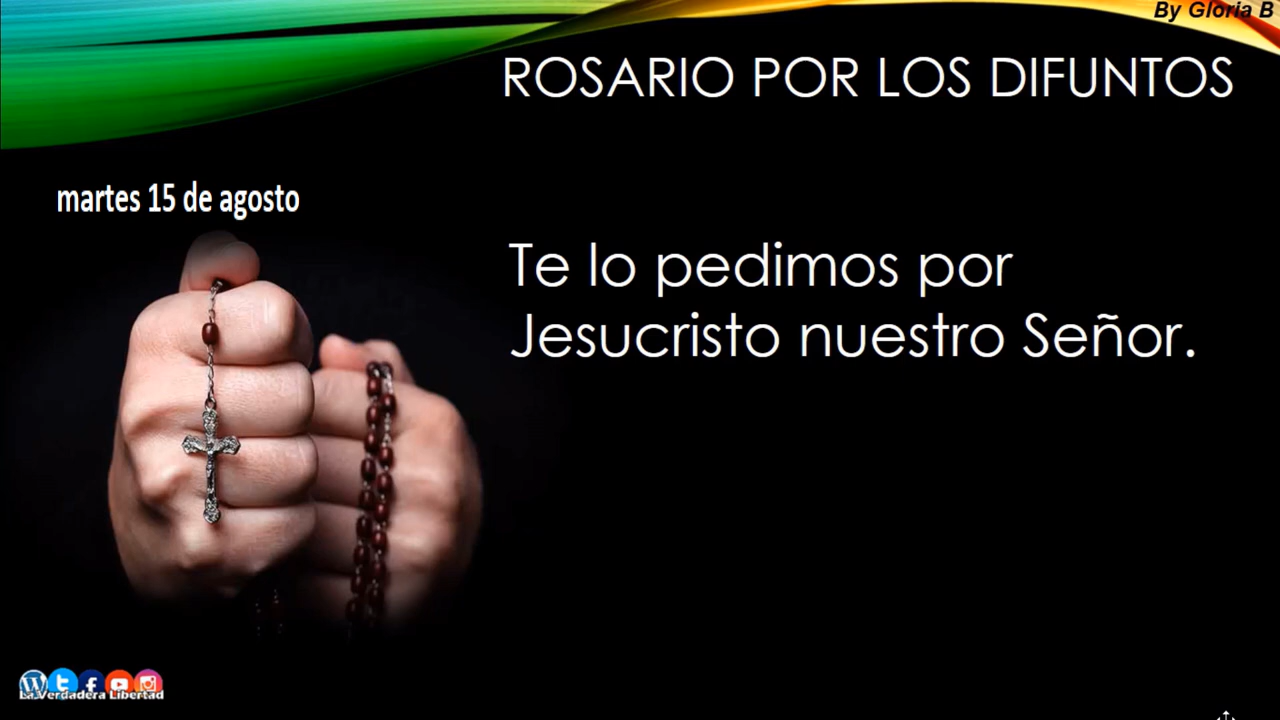 By Gloria B
ROSARIO POR LOS DIFUNTOS
martes 15 de agosto
Te lo pedimos por
Jesucristo nuestro Señor.
La Verdadera Libertad